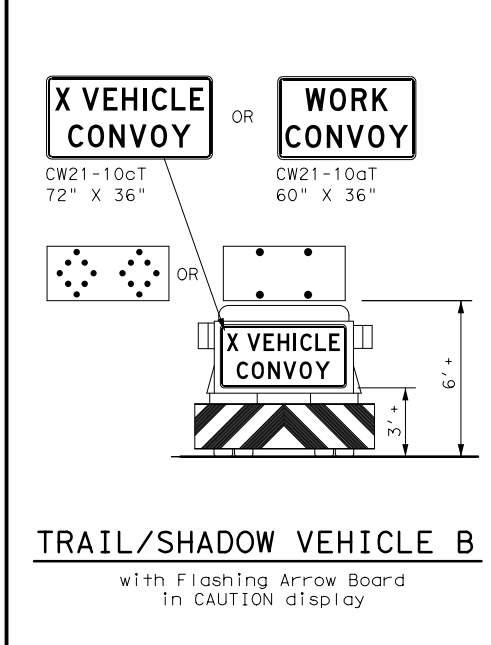 X VEHICLE
CONVOY
OR
WORK
CONVOY
CW21-10cT
72" X 36"
CW21-10aT
60" X 36"
OR
X VEHICLE
CONVOY
6' +
3' +
TRAIL/SHADOW VEHICLE B
with Flashing Arrow Board
in CAUTION display